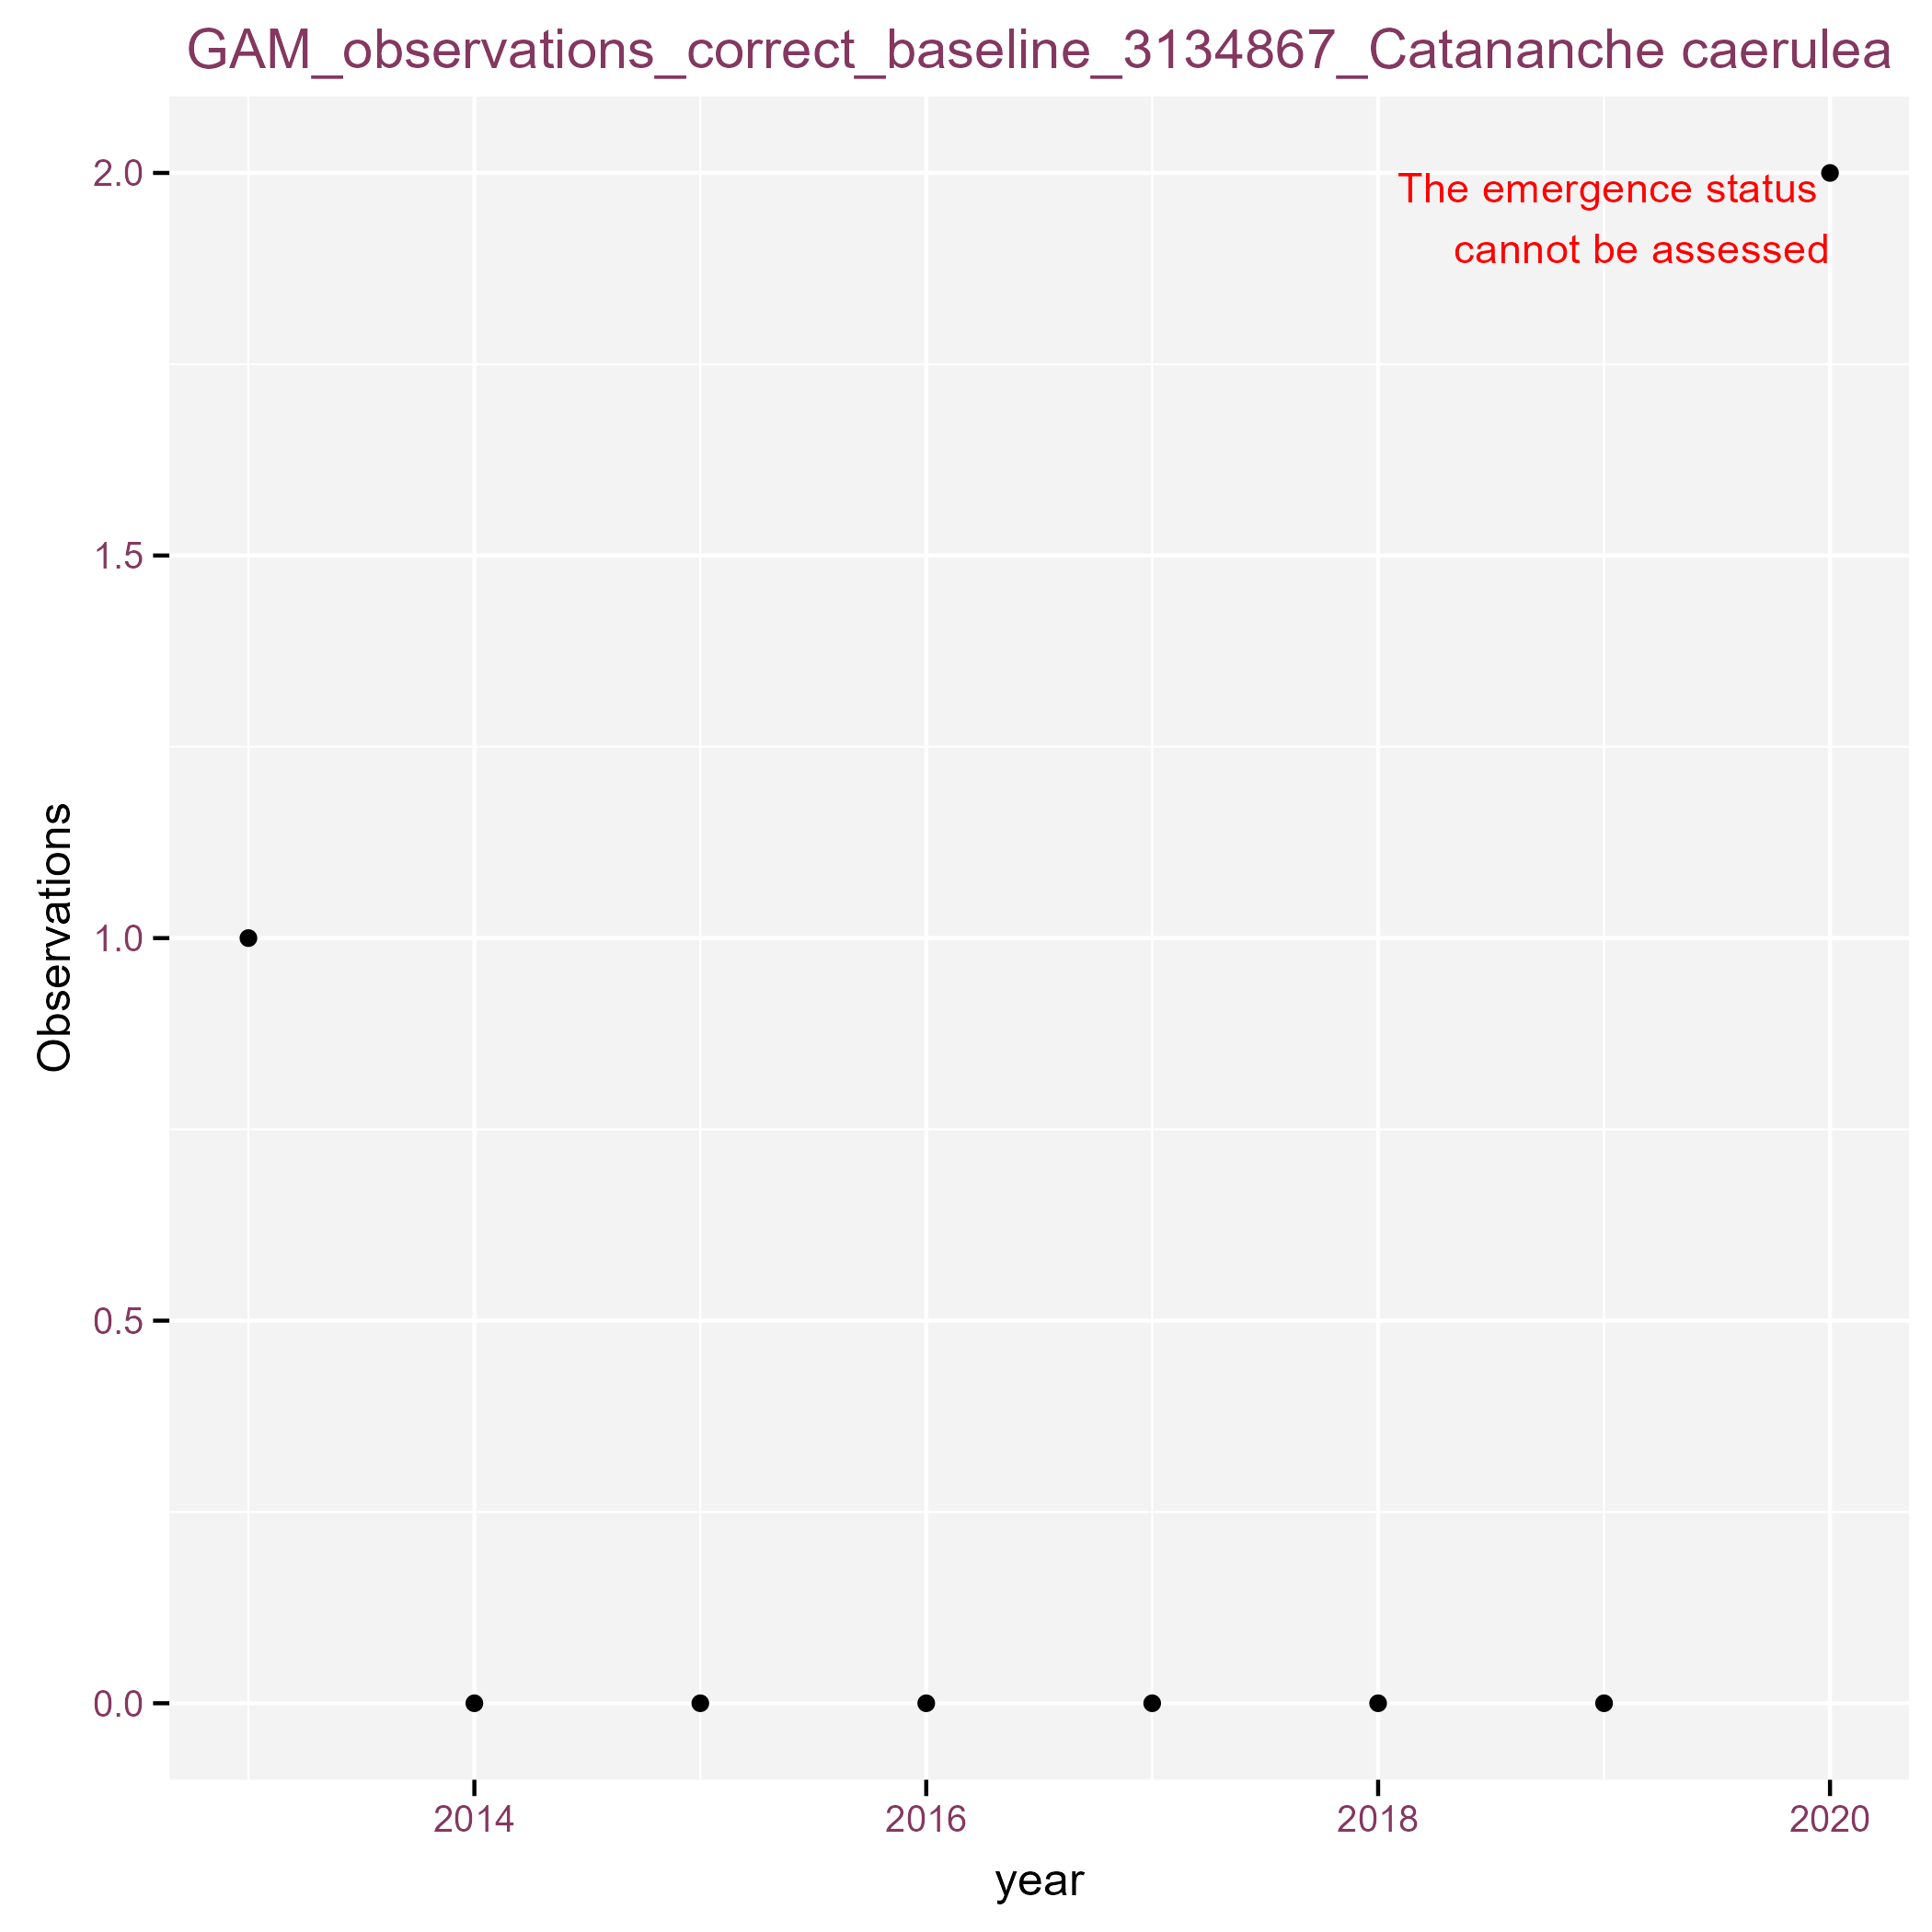 GAM_observations_correct_baseline_3134867_Catananche caerulea
The emergence status
cannot be assessed
2.0
1.5
1.0
0.5
0.0
Observations
2014
2016
2018
2020
year